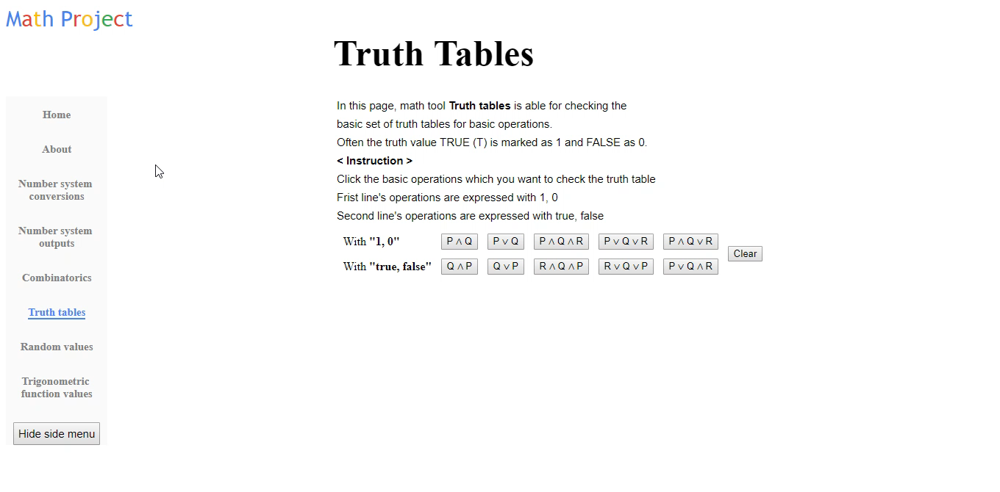 Math Project
Truth Tables
Home
About
Number system
conversions
Number system
outputs
Combinatorics
Truth tables
Random values
Trigonometric
function values
Hide side menu
In this page, math tool Truth tables is able for checking the
basic set of truth tables for basic operations.
Often the truth value TRUE (T) is marked as 1 and FALSE as 0.
< Instruction >
Click the basic operations which you want to check the truth table
Frist line's operations are expressed with 1, 0
Second line's operations are expressed with true, false
With "1, 0" P ∧ Q P ∨ Q P ∧ Q ∧ R P ∨ Q ∨ R P ∧ Q ∨ R
Clear
With "true, false" Q ∧ P Q ∨ P R ∧ Q ∧ P R ∨ Q ∨ P P ∨ Q ∧ R